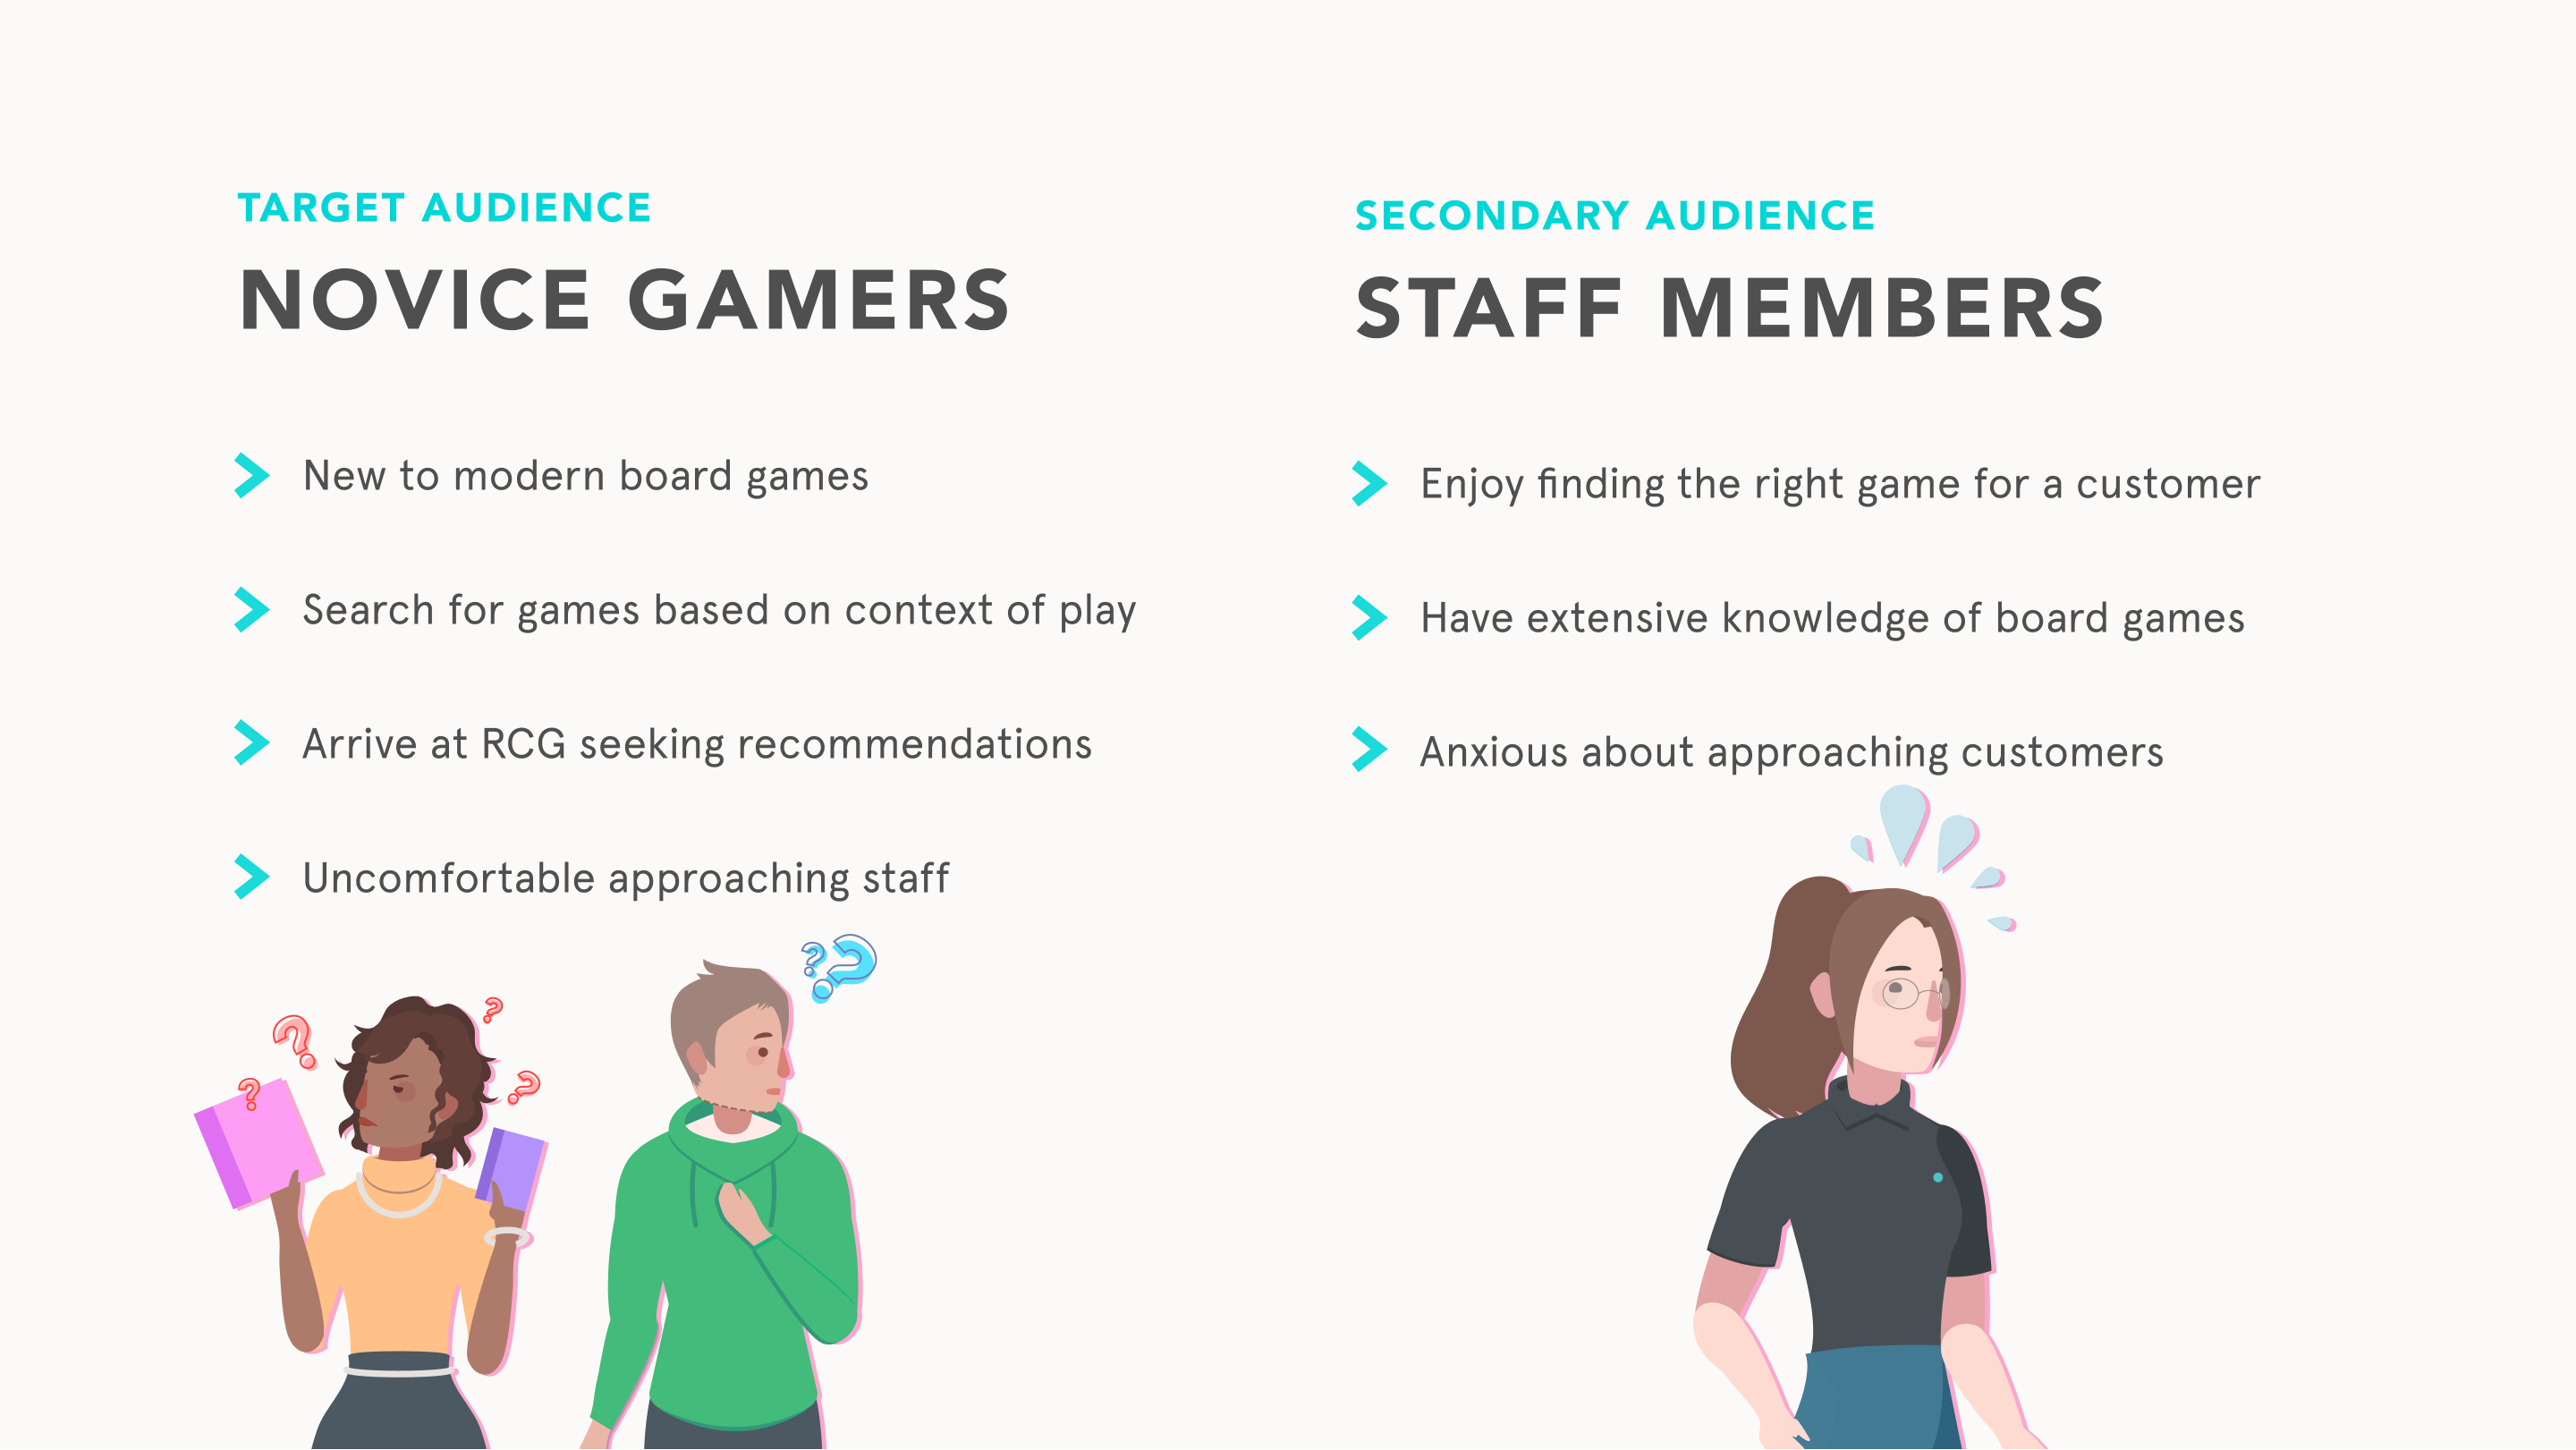 TARGET AUDIENCE
NOVICE GAMERS
New to modern board games
Search for games based on context of play
Arrive at RCG seeking recommendations
Uncomfortable approaching staff
SECONDARY AUDIENCE
STAFF MEMBERS
Enjoy finding the right game for a customer
Have extensive knowledge of board games
Anxious about approaching customers
? ?
? ?
? ?